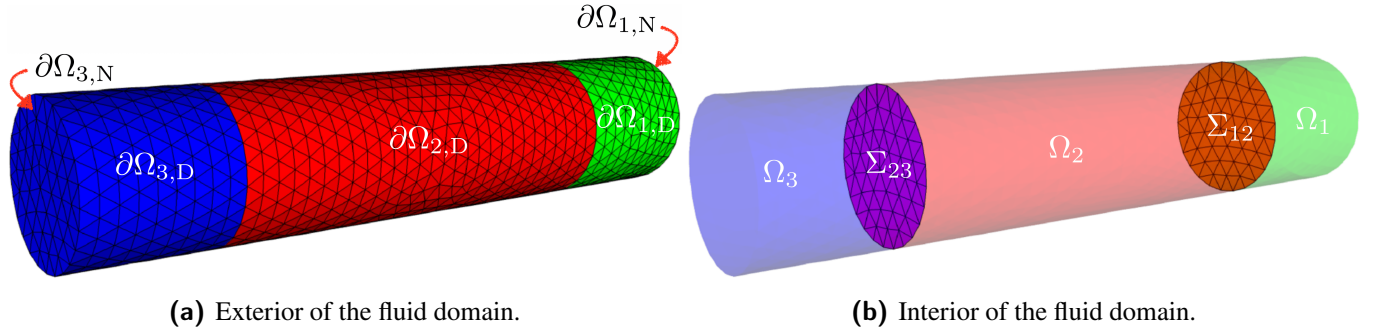 ∂Ω₁,N
∂Ω₃,N
∂Ω₃,D
∂Ω₂,D
∂Ω₁,D
Ω₃
Σ₂₃
Ω₂
Σ₁₂
Ω₁
(a) Exterior of the fluid domain.
(b) Interior of the fluid domain.